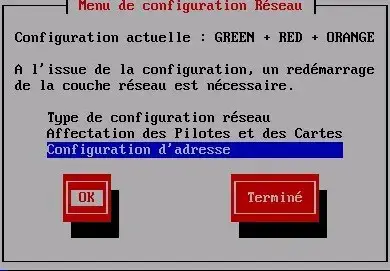 Menu de configuration Réseau
Configuration actuelle : GREEN + RED + ORANGE
A l'issue de la configuration, un redémarrage
de la couche réseau est nécessaire.
Type de configuration réseau
Affectation des Pilotes et des Cartes
Configuration d'adresse
OK
Terminé